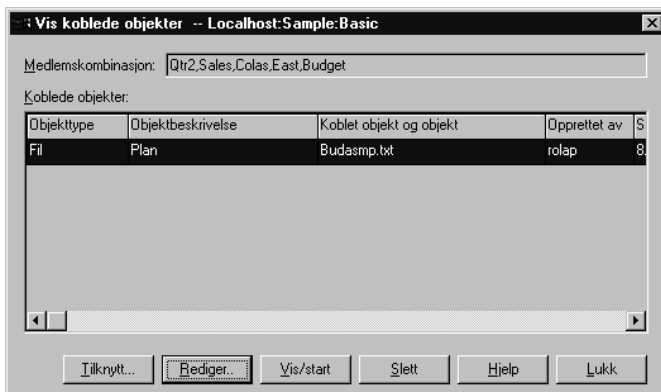 Vis koblede objekter -- Localhost:Sample:Basic
Medlemskombinasjon: Qtr2,Sales,Colas,East,Budget
Koblede objekter:
Objekttype Objektbeskrivelse Koblet objekt og objekt Opprettet av S
Fil Plan Budasmp.txt rolap 8.
Tilknytt... Rediger.. Vis/start Slett Hjelp Lukk